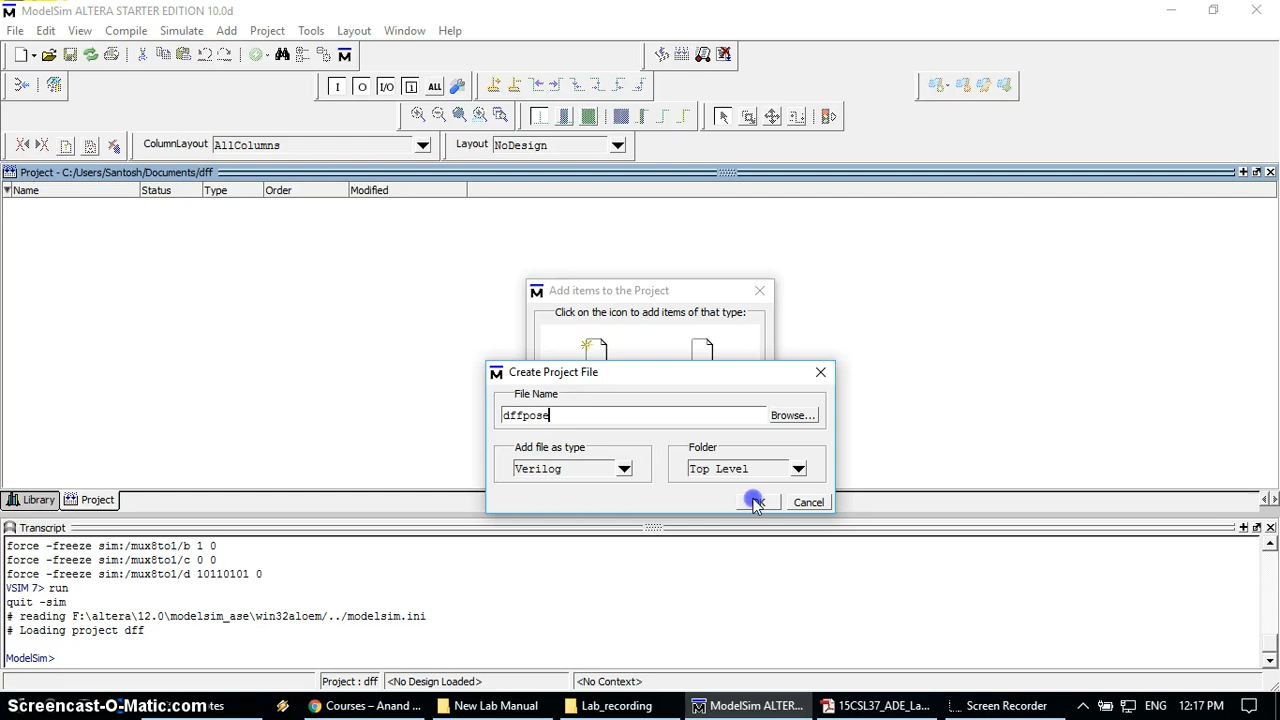 ModelSim ALTERA STARTER EDITION 10.0d
File Edit View Compile Simulate Add Project Tools Layout Window Help
I O I/O ALL
ColumnLayout AllColumns Layout NoDesign
Project - C:/Users/Santosh/Documents/dff
Name Status Type Order Modified
Add items to the Project
Click on the icon to add items of that type:
Create Project File
File Name
dffpose Browse...
Add file as type Folder
Verilog Top Level
Cancel
Library Project
Transcript
force -freeze sim:/mux8to1/b 1 0
force -freeze sim:/mux8to1/c 0 0
force -freeze sim:/mux8to1/d 10110101 0
VSIM 7> run
quit -sim
# reading F:\altera\12.0\modelsim_ase\win32aloem/../modelsim.ini
# Loading project dff
ModelSim>
Project : dff <No Design Loaded> <No Context>
Screencast-O-Matic.com tes Courses – Anand ... New Lab Manual Lab_recording ModelSim ALTER... 15CSL37_ADE_La... Screen Recorder ENG 12:17 PM